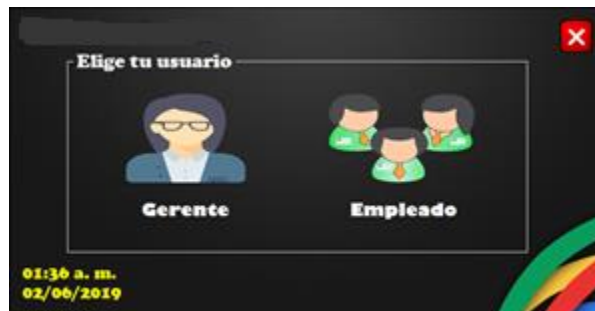 Elige tu usuario
Gerente
Empleado
01:36 a. m.
02/06/2019